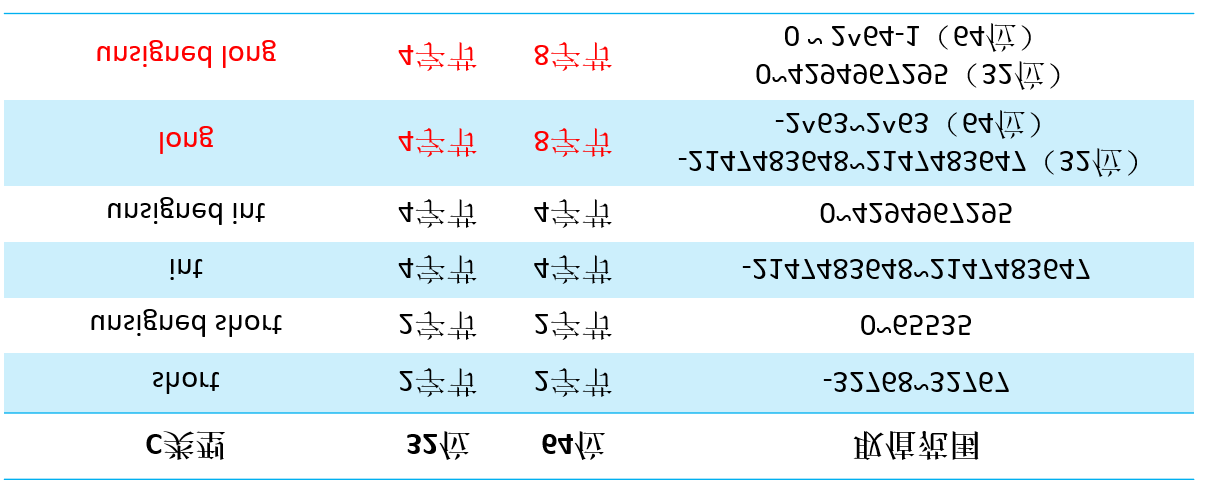 C类型 32位 64位 取值范围
short 2字节 2字节 -32768~32767
unsigned short 2字节 2字节 0~65535
int 4字节 4字节 -2147483648~2147483647
unsigned int 4字节 4字节 0~4294967295
long 4字节 8字节 -2147483648~2147483647（32位）
-2^63~2^63（64位）
unsigned long 4字节 8字节 0~4294967295（32位）
0 ~ 2^64-1（64位）